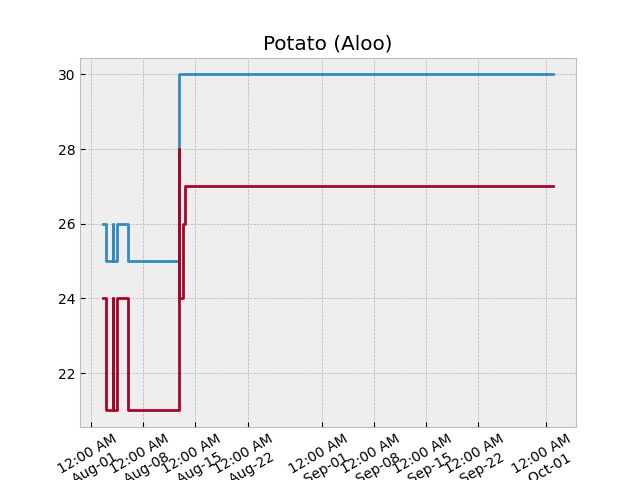 Potato (Aloo)
30
28
26
24
22
12:00 AM
Aug-01
12:00 AM
Aug-08
12:00 AM
Aug-15
12:00 AM
Aug-22
12:00 AM
Sep-01
12:00 AM
Sep-08
12:00 AM
Sep-15
12:00 AM
Sep-22
12:00 AM
Oct-01